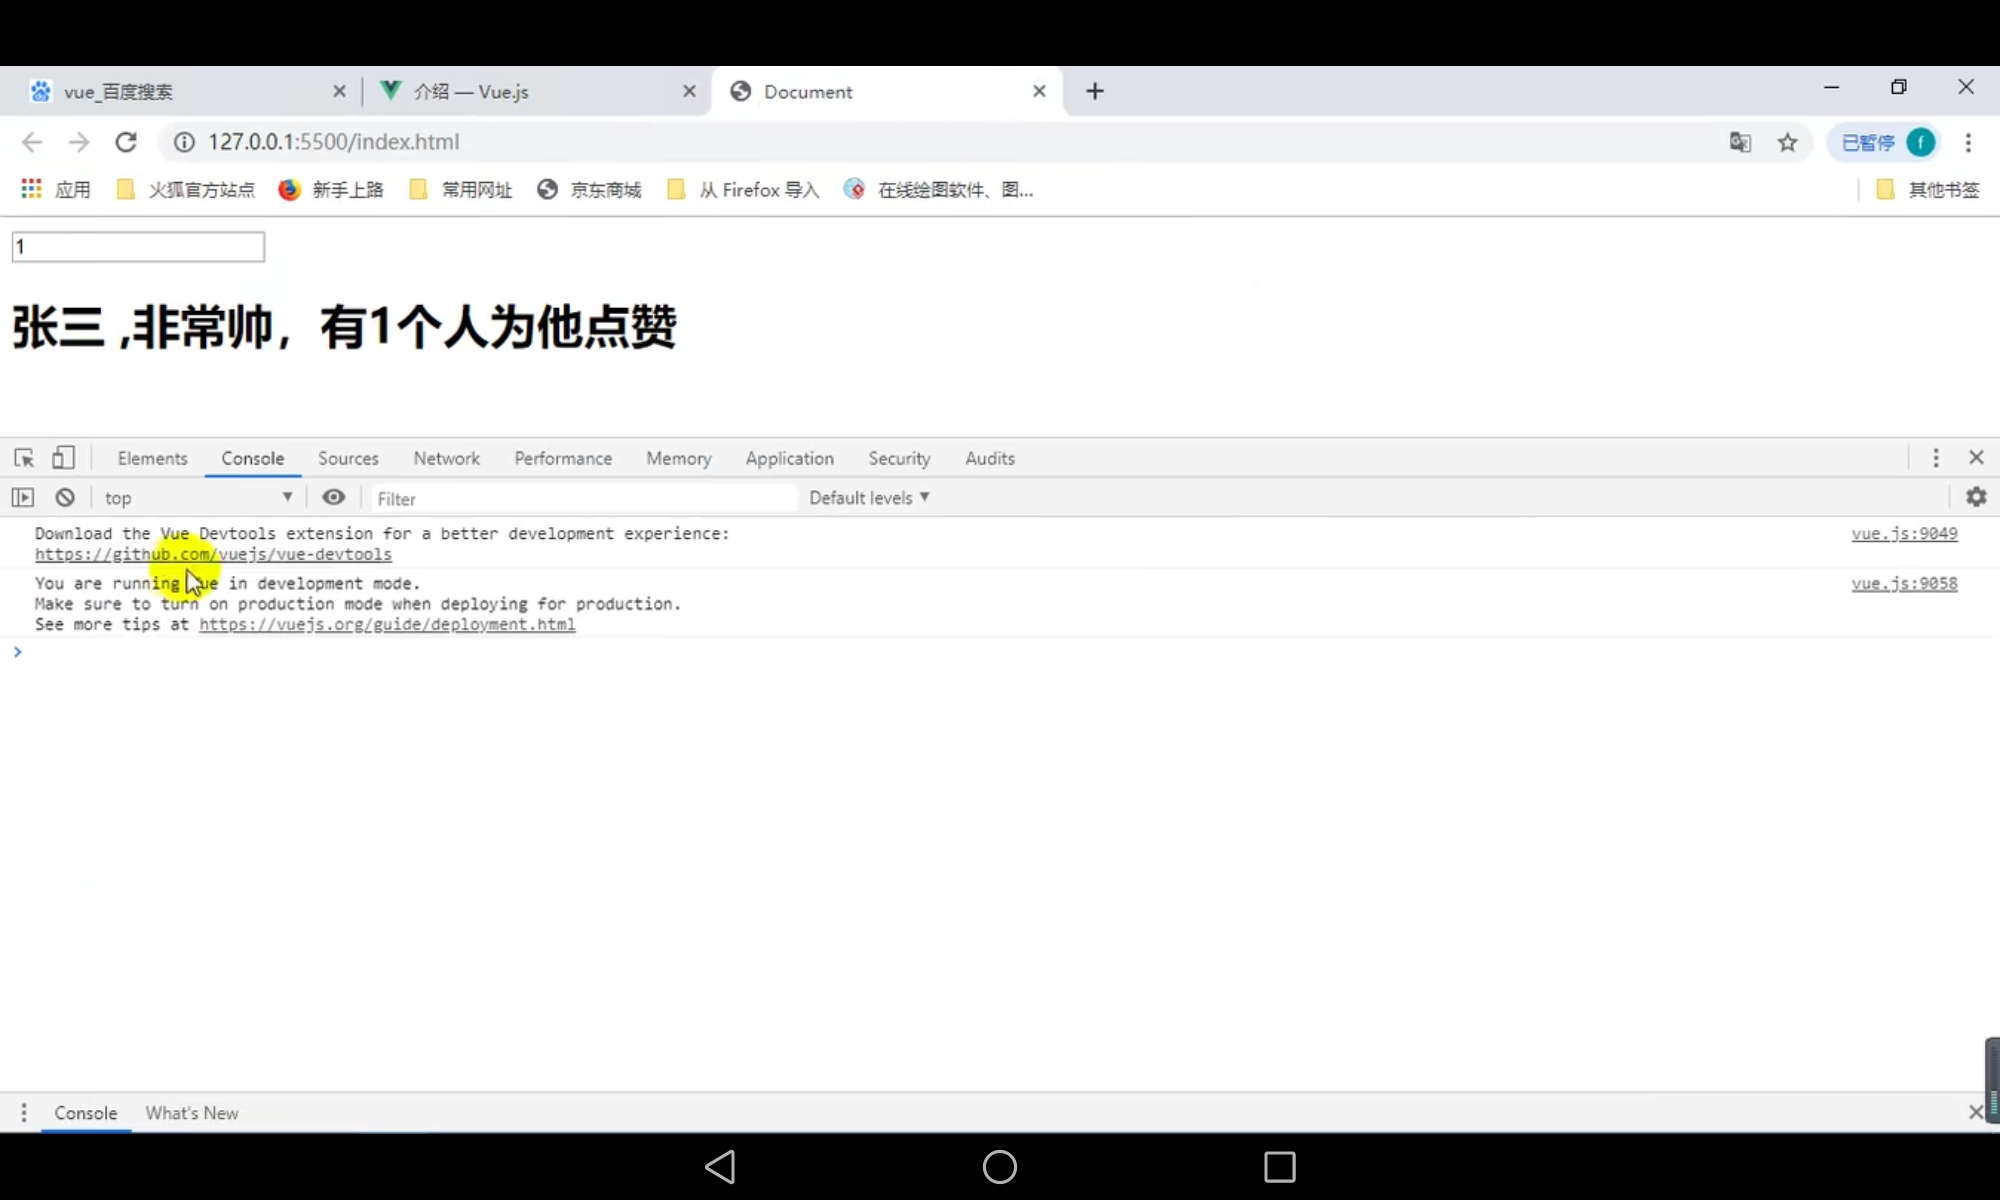 vue_百度搜索
介绍 — Vue.js
Document
127.0.0.1:5500/index.html
已暂停 f
应用 火狐官方站点 新手上路 常用网址 京东商城 从 Firefox 导入 在线绘图软件、图... 其他书签
1
张三 ,非常帅，有1个人为他点赞
Elements Console Sources Network Performance Memory Application Security Audits
top Filter Default levels
Download the Vue Devtools extension for a better development experience: vue.js:9049
https://github.com/vuejs/vue-devtools
You are running Vue in development mode. vue.js:9058
Make sure to turn on production mode when deploying for production.
See more tips at https://vuejs.org/guide/deployment.html
Console What's New